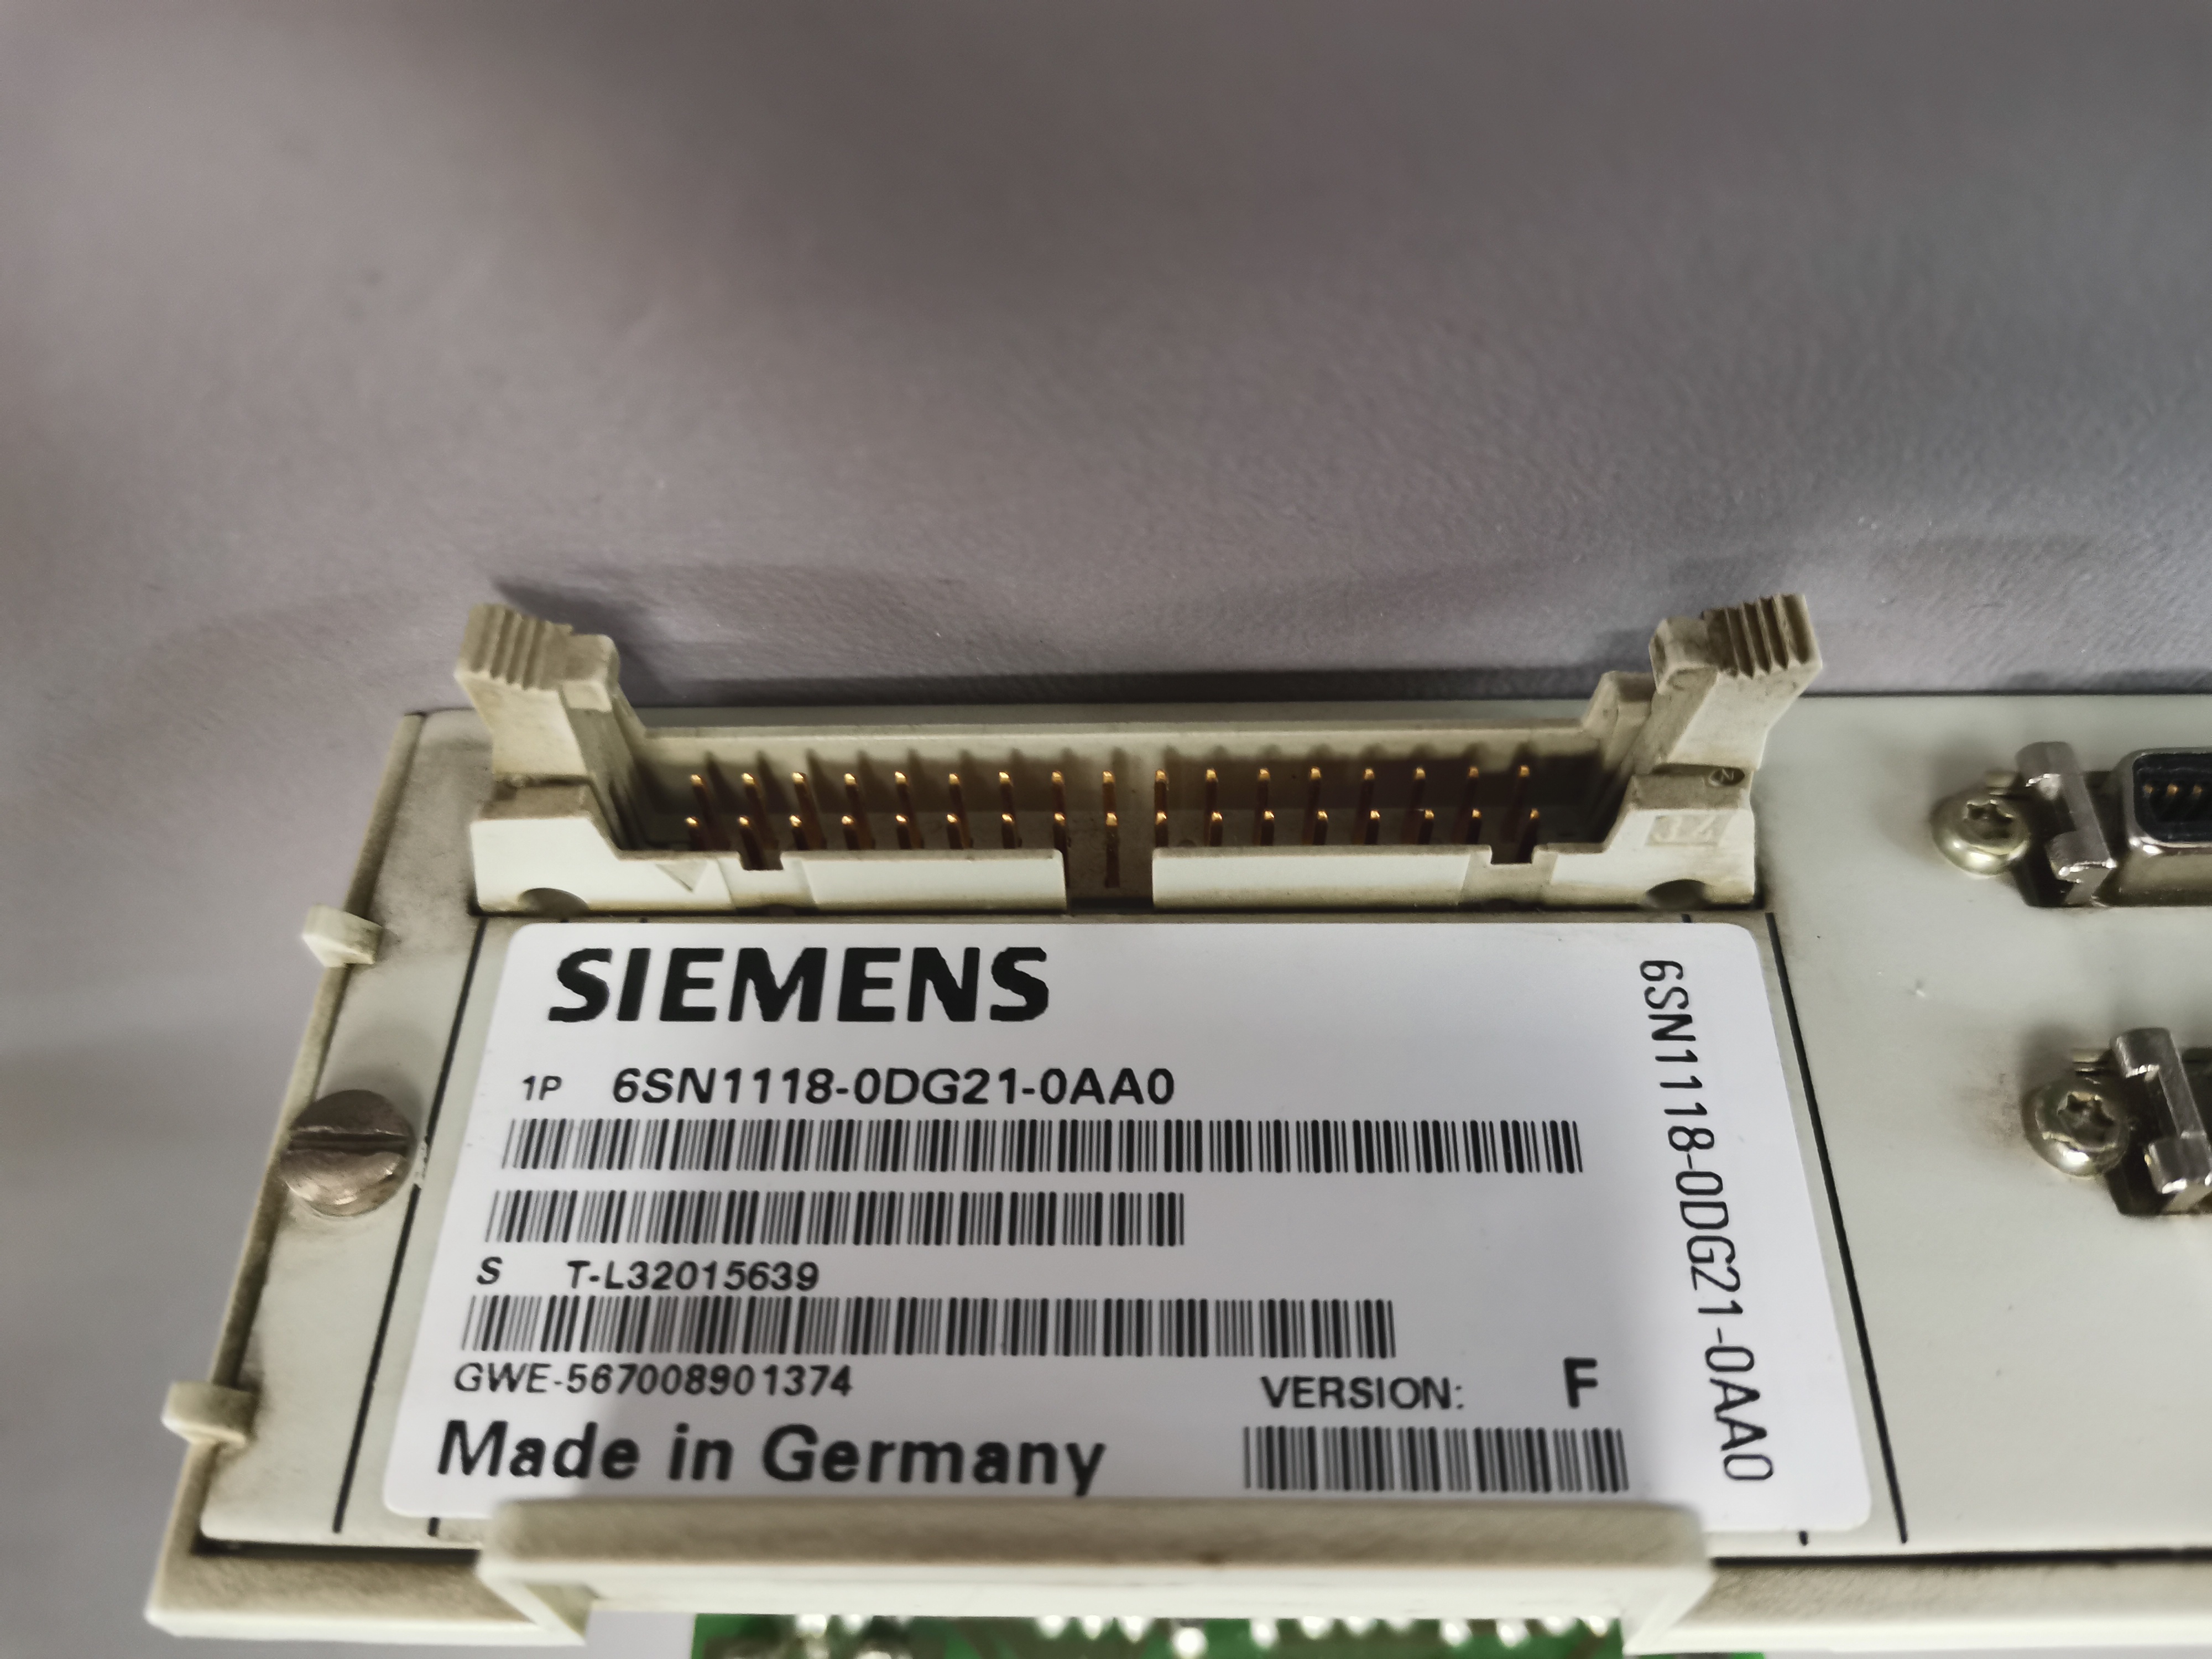 SIEMENS
1P 6SN1118-0DG21-0AA0
S T-L32015639
GWE-567008901374
VERSION: F
Made in Germany
6SN1118-0DG21-0AA0